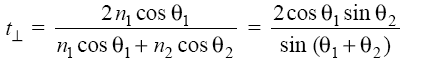 t⊥ = 2 n₁ cos θ₁ / (n₁ cos θ₁ + n₂ cos θ₂) = 2 cos θ₁ sin θ₂ / sin (θ₁ + θ₂)